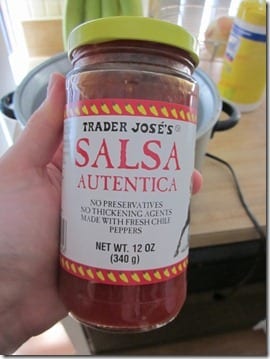 TRADER JOSÉ'S®
SALSA
AUTENTICA
NO PRESERVATIVES
NO THICKENING AGENTS
MADE WITH FRESH CHILE
PEPPERS
NET WT. 12 OZ
(340 g)